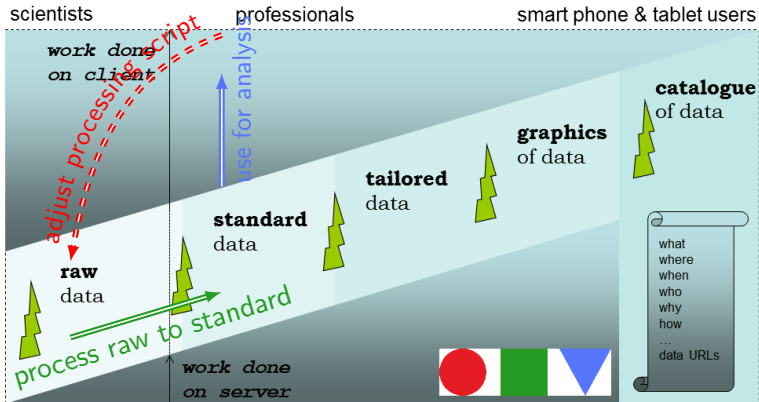 scientists
professionals
smart phone & tablet users
work done
on client
adjust processing script
use for analysis
catalogue
of data
graphics
of data
tailored
data
standard
data
raw
data
process raw to standard
work done
on server
what
where
when
who
why
how
...
data URLs